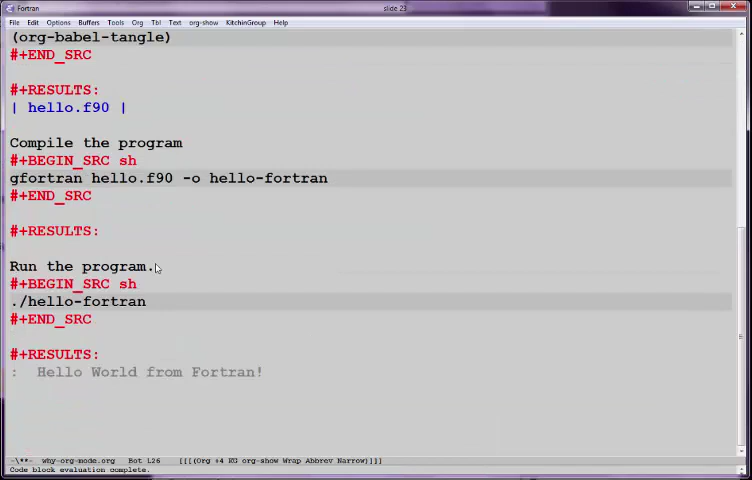 Fortran
slide 23
File Edit Options Buffers Tools Org Tbl Text org-show KitchinGroup Help
(org-babel-tangle)
#+END_SRC
#+RESULTS:
| hello.f90 |
Compile the program
#+BEGIN_SRC sh
gfortran hello.f90 -o hello-fortran
#+END_SRC
#+RESULTS:
Run the program.
#+BEGIN_SRC sh
./hello-fortran
#+END_SRC
#+RESULTS:
:  Hello World from Fortran!
-\**- why-org-mode.org Bot L26 [[[(Org +4 KG org-show Wrap Abbrev Narrow)]]]
Code block evaluation complete.